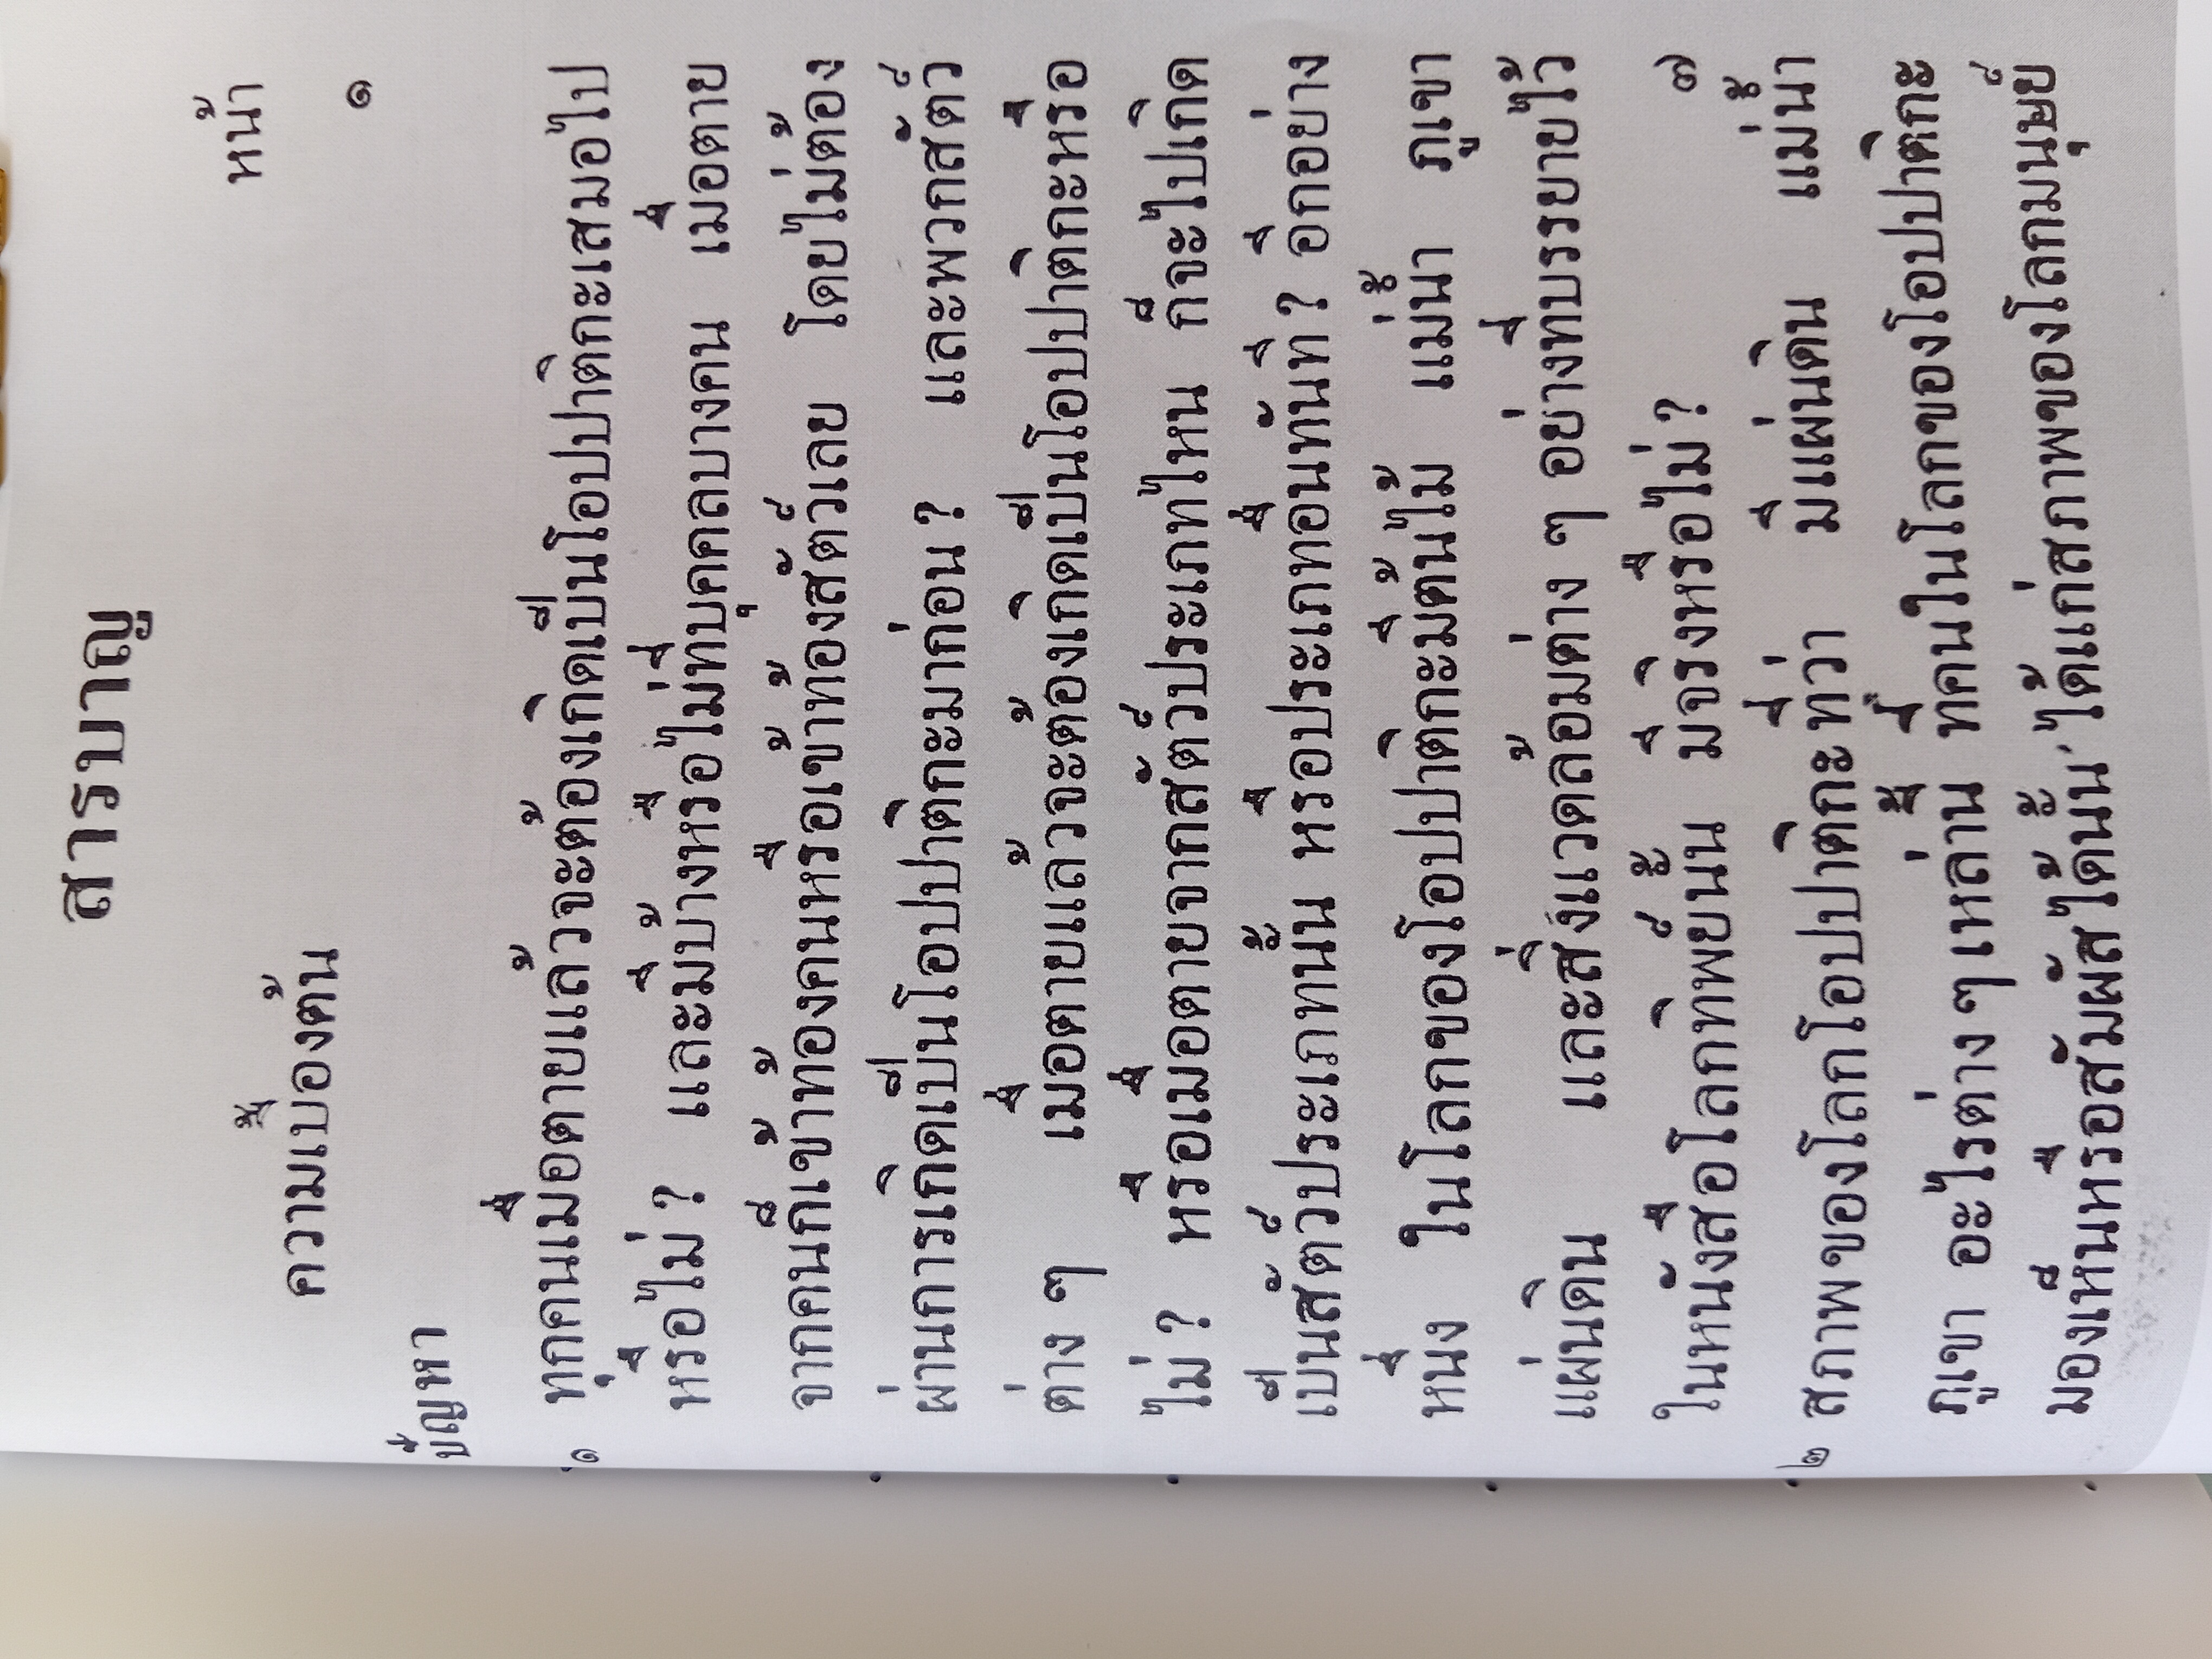 สารบาญ
หน้า
ความเบื้องต้น ๑
ปัญหา
๑ ทุกคนเมื่อตายแล้วจะต้องเกิดเป็นโอปปาติกะเสมอไป
หรือไม่? และมีบ้างหรือไม่ที่บุคคลบางคน เมื่อตาย
จากคนก็เข้าท้องคนหรือเข้าท้องสัตว์เลย โดยไม่ต้อง
ผ่านการเกิดเป็นโอปปาติกะมาก่อน? และพวกสัตว์
ต่าง ๆ เมื่อตายแล้วจะต้องเกิดเป็นโอปปาติกะหรือ
ไม่? หรือเมื่อตายจากสัตว์ประเภทไหน ก็จะไปเกิด
เป็นสัตว์ประเภทนั้น หรือประเภทอื่นทันที? อีกอย่าง
หนึ่ง ในโลกของโอปปาติกะมีต้นไม้ แม่น้ำ ภูเขา
แผ่นดิน และสิ่งแวดล้อมต่าง ๆ อย่างที่บรรยายไว้
ในหนังสือโลกทิพย์นั้น มีจริงหรือไม่? ๗
๒ สภาพของโลกโอปปาติกะที่ว่า มีแผ่นดิน แม่น้ำ
ภูเขา อะไรต่าง ๆ เหล่านี้ ที่คนในโลกของโอปปาติกะ
มองเห็นหรือสัมผัสได้นั้น ได้แก่สภาพของโลกมนุษย์